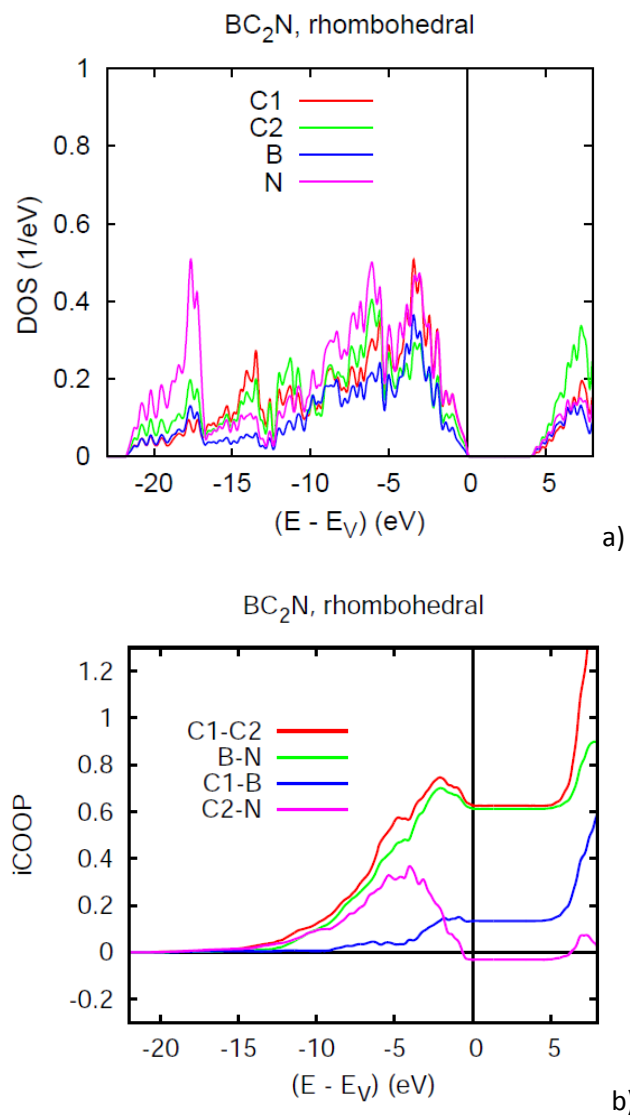 BC₂N, rhombohedral
1
0.8
0.6
0.4
0.2
0
DOS (1/eV)
C1
C2
B
N
-20 -15 -10 -5 0 5
(E - E_V) (eV)
a)
BC₂N, rhombohedral
1.2
1
0.8
0.6
0.4
0.2
0
-0.2
iCOOP
C1-C2
B-N
C1-B
C2-N
-20 -15 -10 -5 0 5
(E - E_V) (eV)
b)